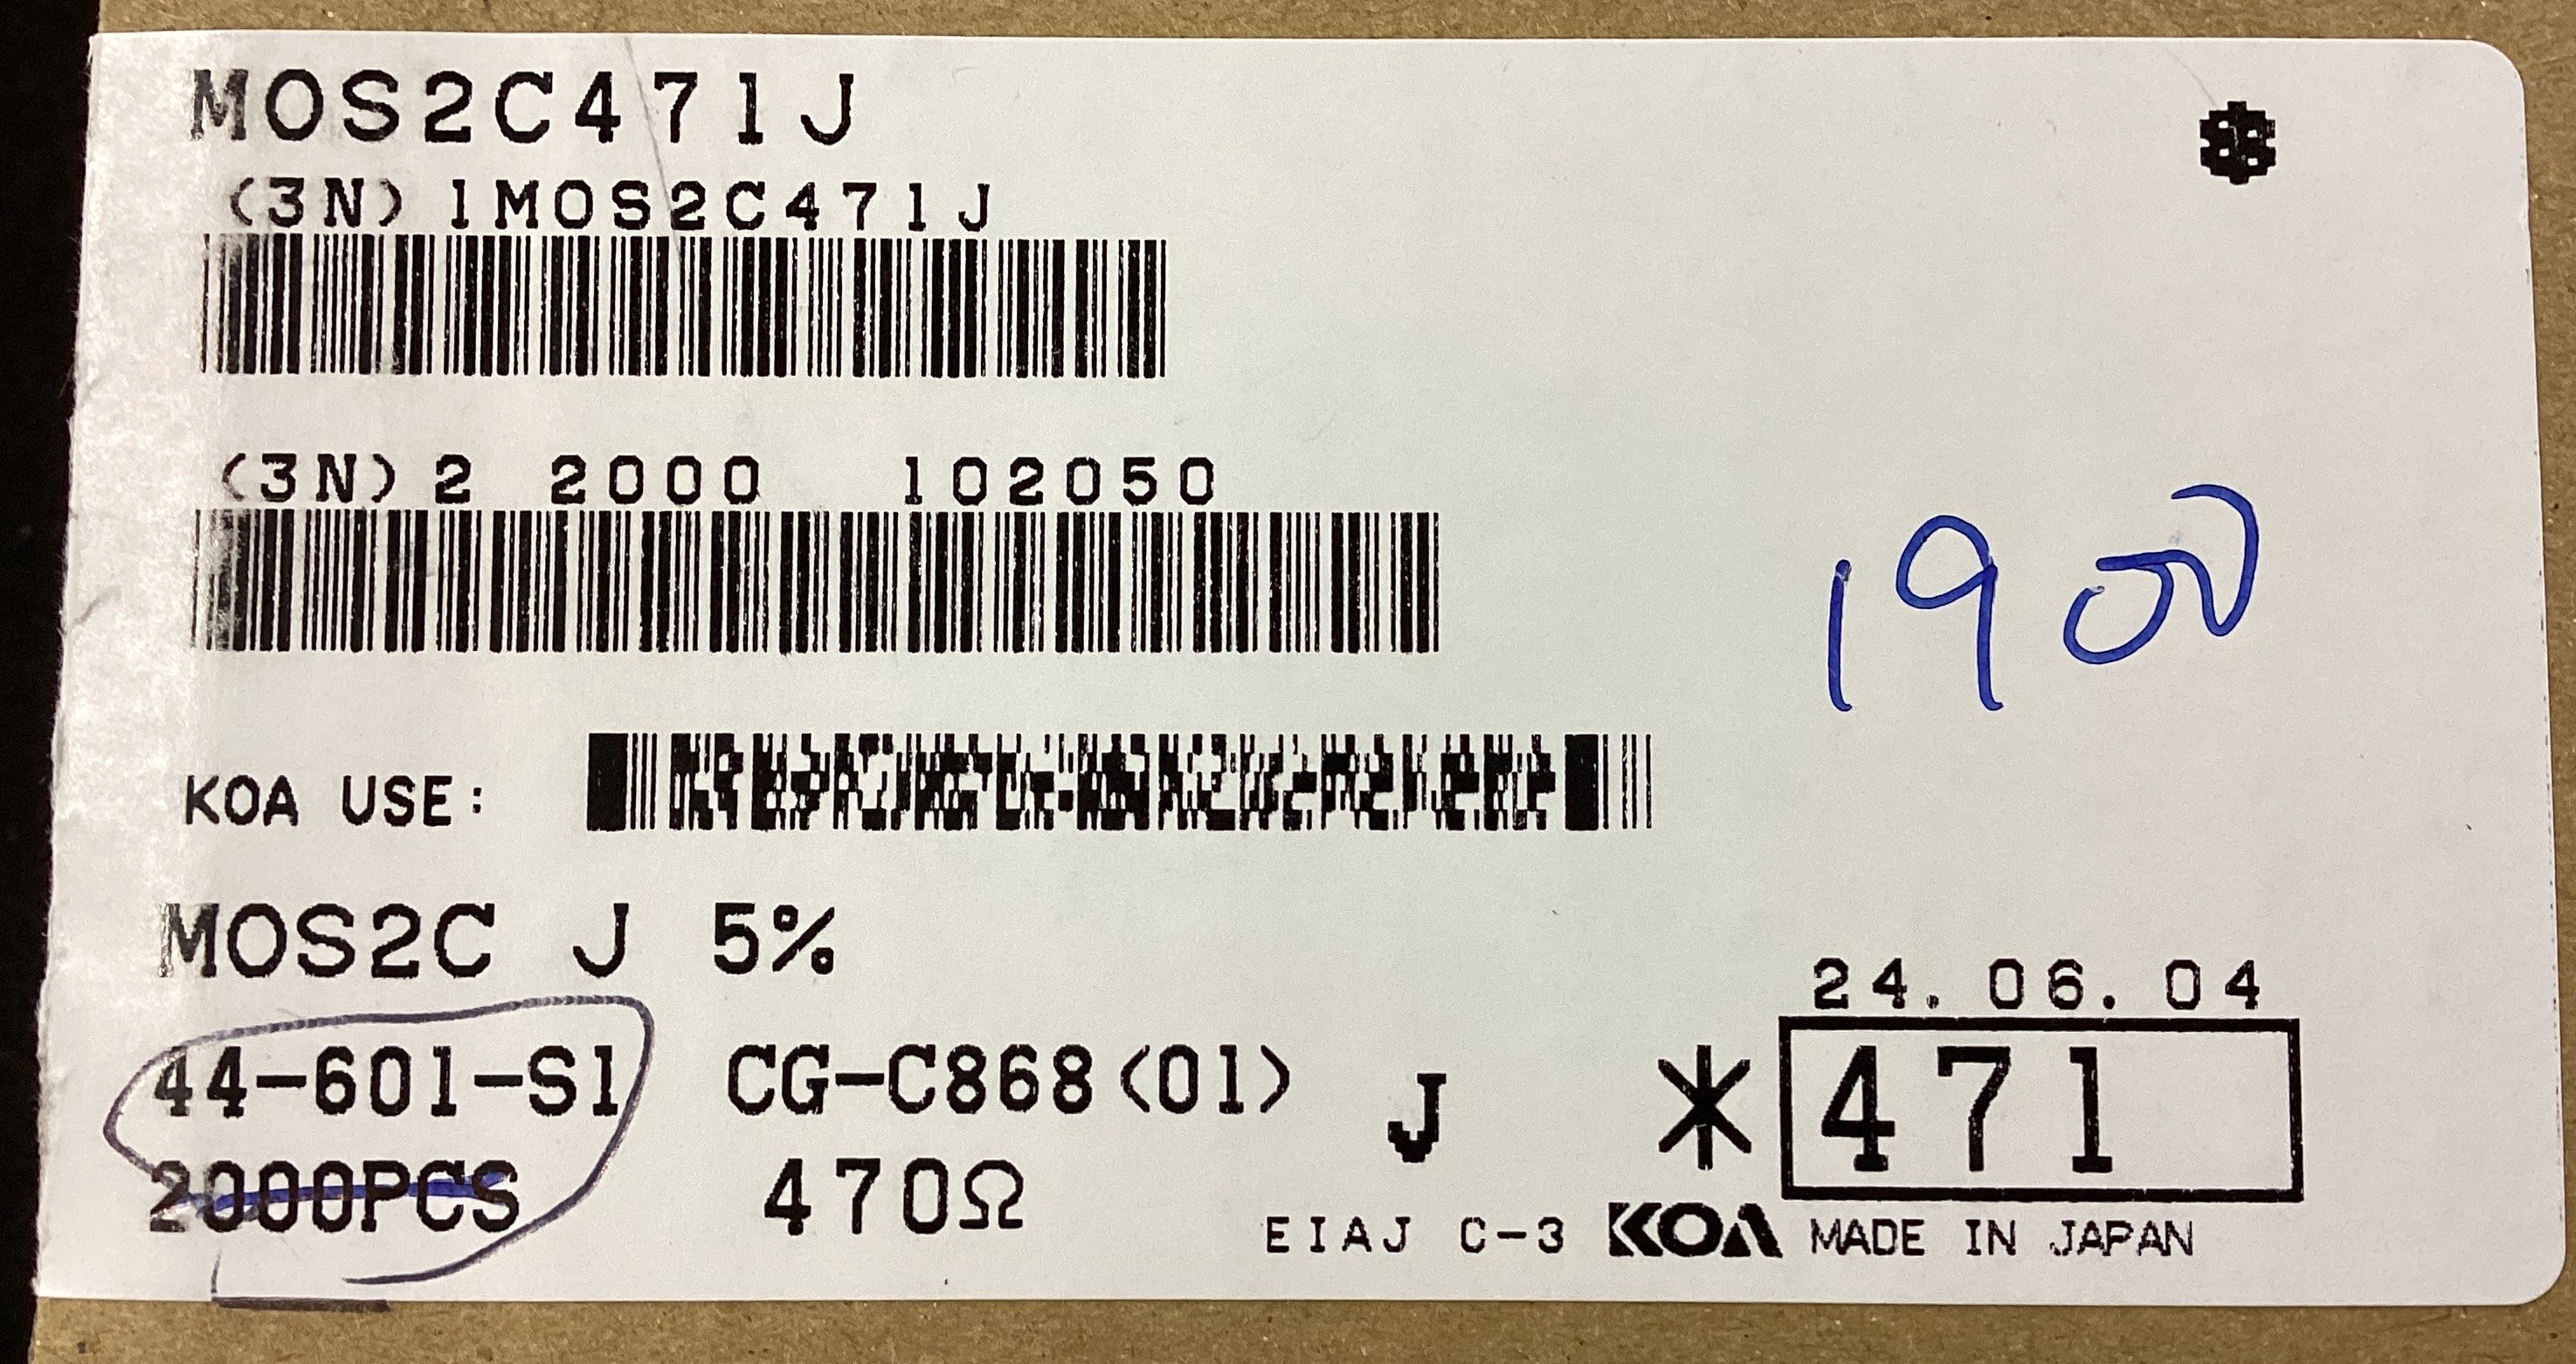 MOS2C471J
(3N) 1MOS2C471J
(3N) 2 2000 102050
1900
KOA USE:
MOS2C J 5%
24. 06. 04
44-601-S1 CG-C868(01) J *471
2000PCS 470Ω
EIAJ C-3 KOA MADE IN JAPAN